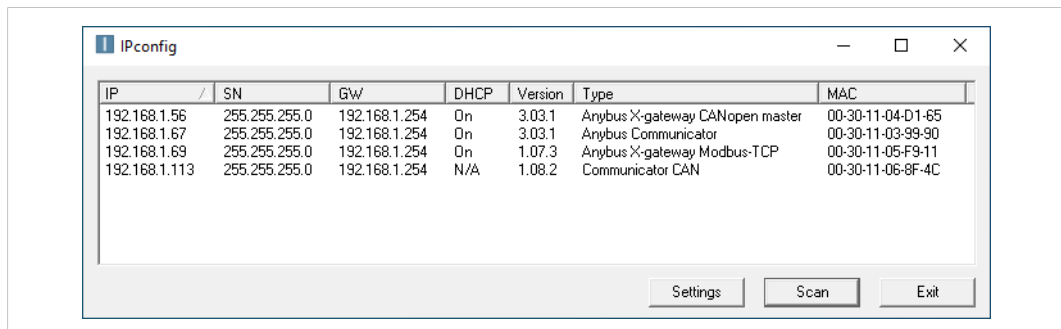 IPconfig
IP SN GW DHCP Version Type MAC
192.168.1.56 255.255.255.0 192.168.1.254 On 3.03.1 Anybus X-gateway CANopen master 00-30-11-04-D1-65
192.168.1.67 255.255.255.0 192.168.1.254 On 3.03.1 Anybus Communicator 00-30-11-03-99-90
192.168.1.69 255.255.255.0 192.168.1.254 On 1.07.3 Anybus X-gateway Modbus-TCP 00-30-11-05-F9-11
192.168.1.113 255.255.255.0 192.168.1.254 N/A 1.08.2 Communicator CAN 00-30-11-06-8F-4C
Settings Scan Exit